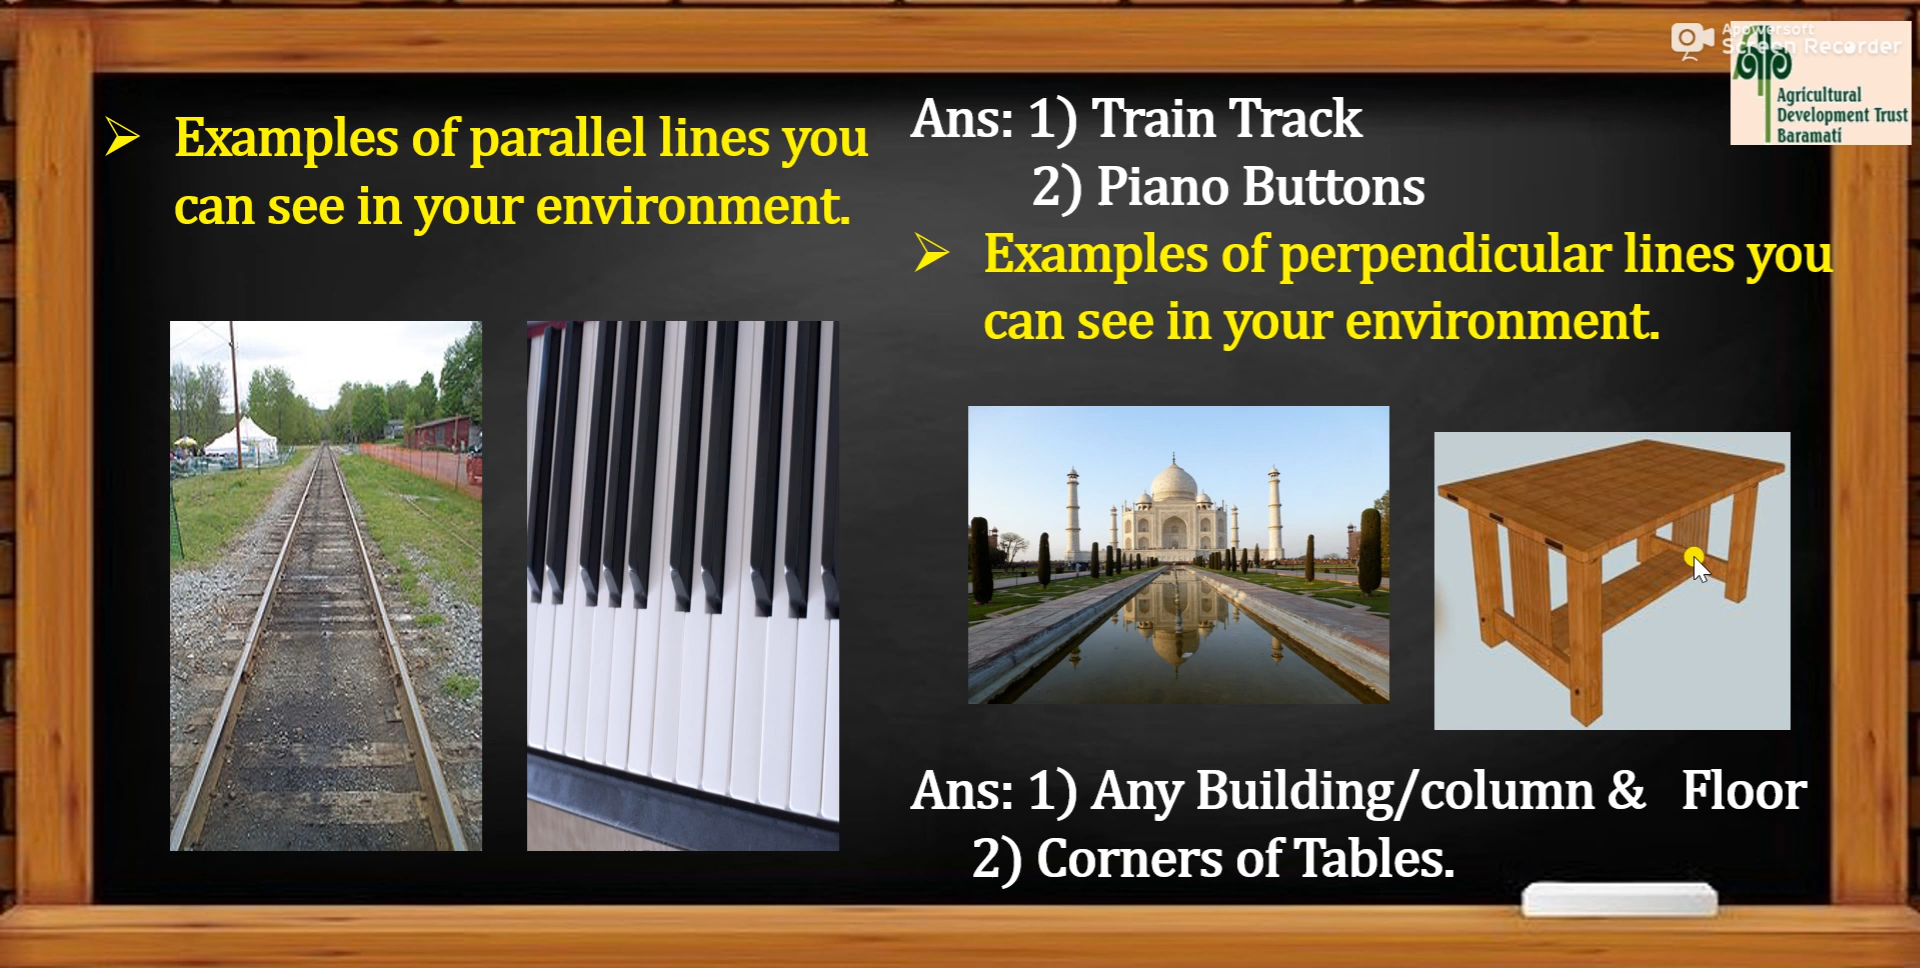 ➢ Examples of parallel lines you
can see in your environment.
Ans: 1) Train Track
2) Piano Buttons
➢ Examples of perpendicular lines you
can see in your environment.
Ans: 1) Any Building/column & Floor
2) Corners of Tables.
Apowersoft
Screen Recorder
Agricultural
Development Trust
Baramati